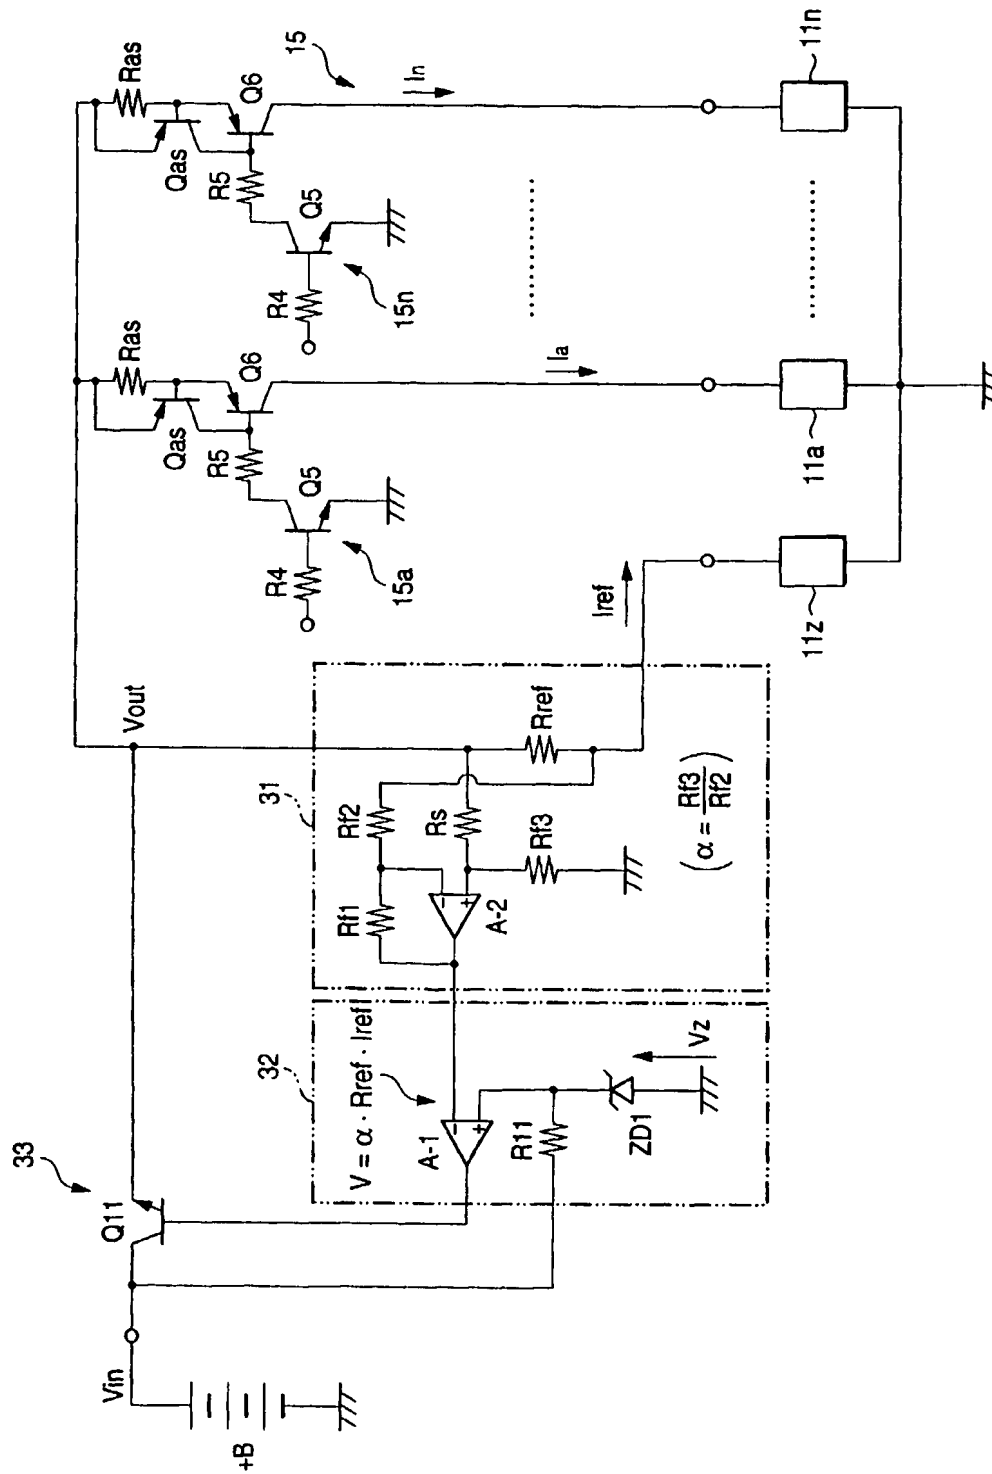 33
Vin
Q11
+B
Vout
32
31
V = α · Rref · Iref
A-1
R11
ZD1
Vz
Rf1
Rf2
Rs
A-2
Rf3
Rref
(α = Rf3/Rf2)
Iref
11z
R4
R5
Q5
15a
Qas
Ras
Q6
Ia
11a
R4
R5
Q5
15n
Qas
Ras
Q6
15
In
11n